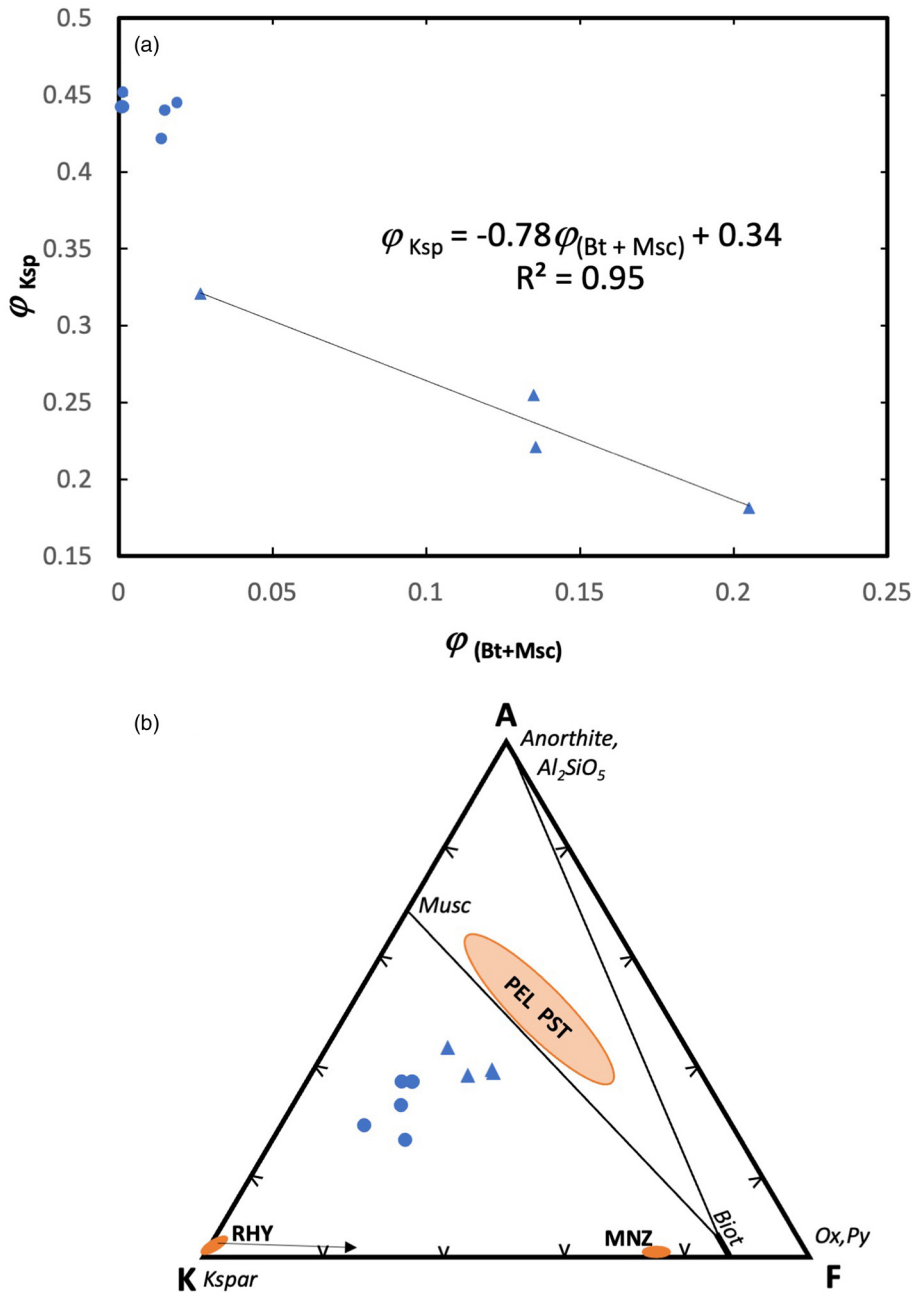 (a)
0.5
0.45
0.4
0.35
0.3
0.25
0.2
0.15
φ Ksp
φ Ksp = -0.78φ(Bt + Msc) + 0.34
R² = 0.95
0 0.05 0.1 0.15 0.2 0.25
φ (Bt+Msc)
(b)
A
Anorthite,
Al₂SiO₅
Musc
PEL PST
RHY
MNZ
Biot
Ox,Py
K Kspar
F